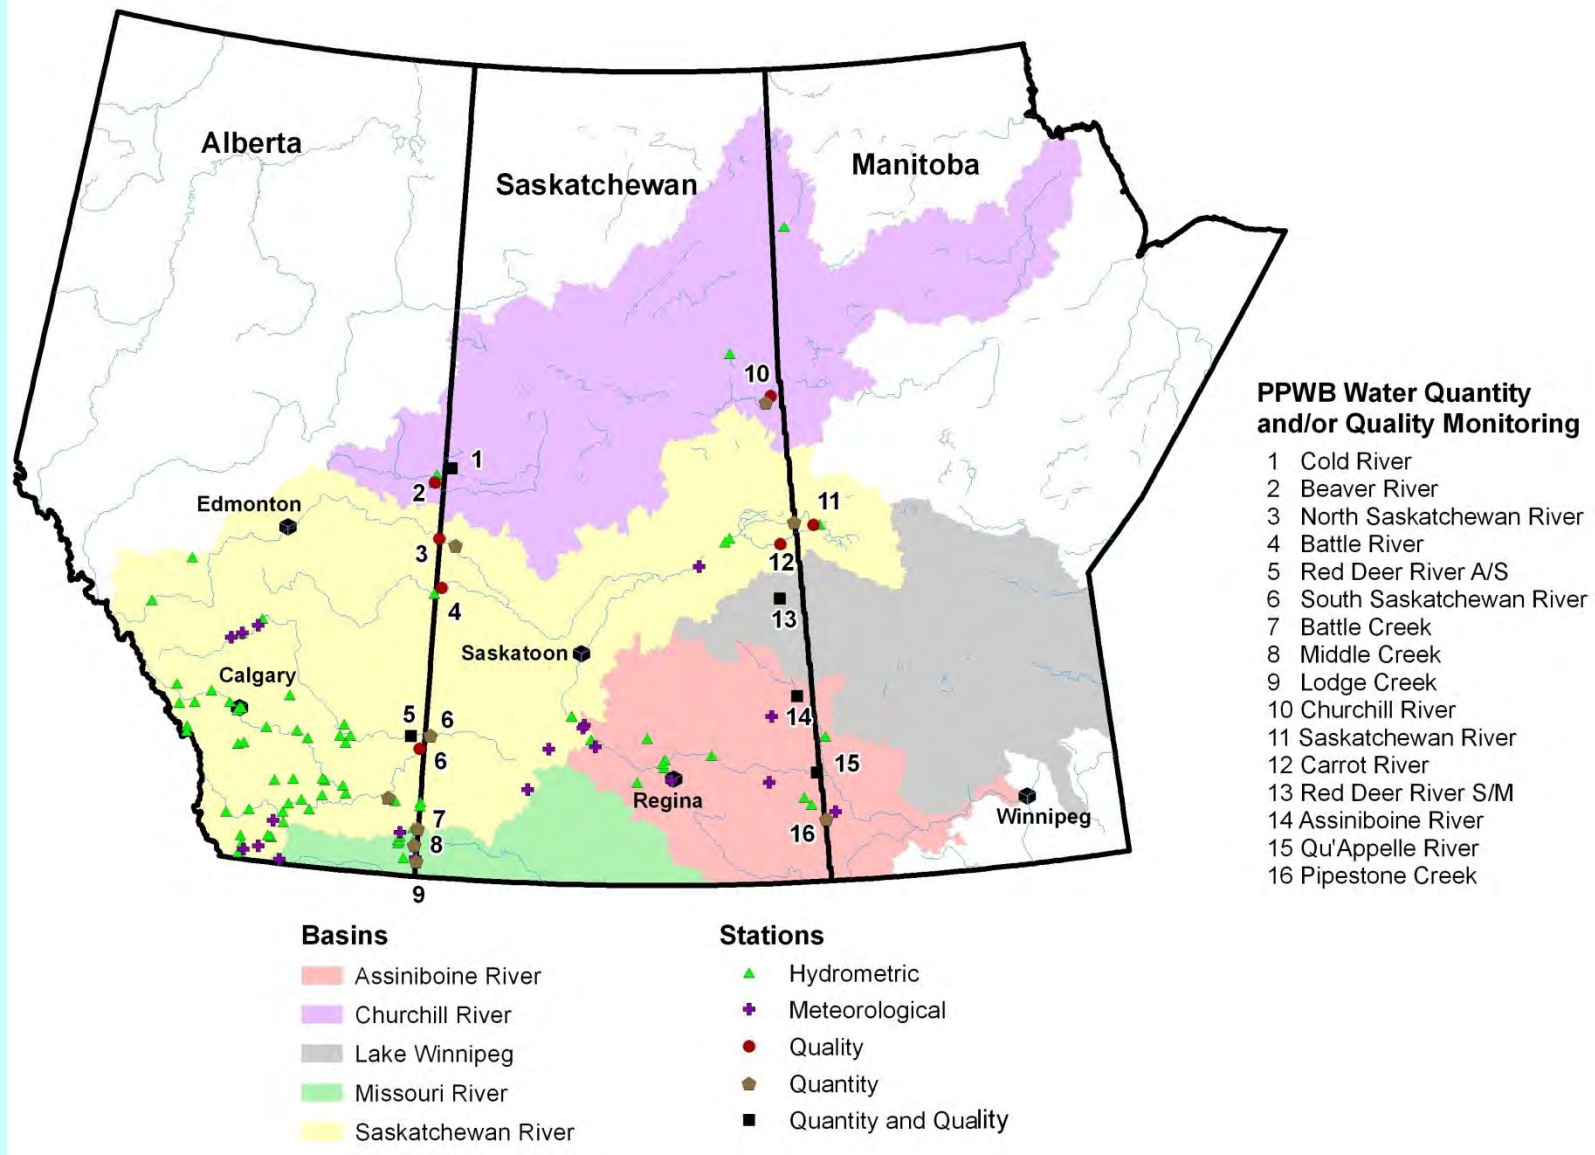 Alberta
Saskatchewan
Manitoba
10
1
2
Edmonton
11
3
12
4
13
Saskatoon
Calgary
14
5
6
6
15
Regina
Winnipeg
7
16
8
9
PPWB Water Quantity
and/or Quality Monitoring
1 Cold River
2 Beaver River
3 North Saskatchewan River
4 Battle River
5 Red Deer River A/S
6 South Saskatchewan River
7 Battle Creek
8 Middle Creek
9 Lodge Creek
10 Churchill River
11 Saskatchewan River
12 Carrot River
13 Red Deer River S/M
14 Assiniboine River
15 Qu'Appelle River
16 Pipestone Creek
Basins
Assiniboine River
Churchill River
Lake Winnipeg
Missouri River
Saskatchewan River
Stations
Hydrometric
Meteorological
Quality
Quantity
Quantity and Quality